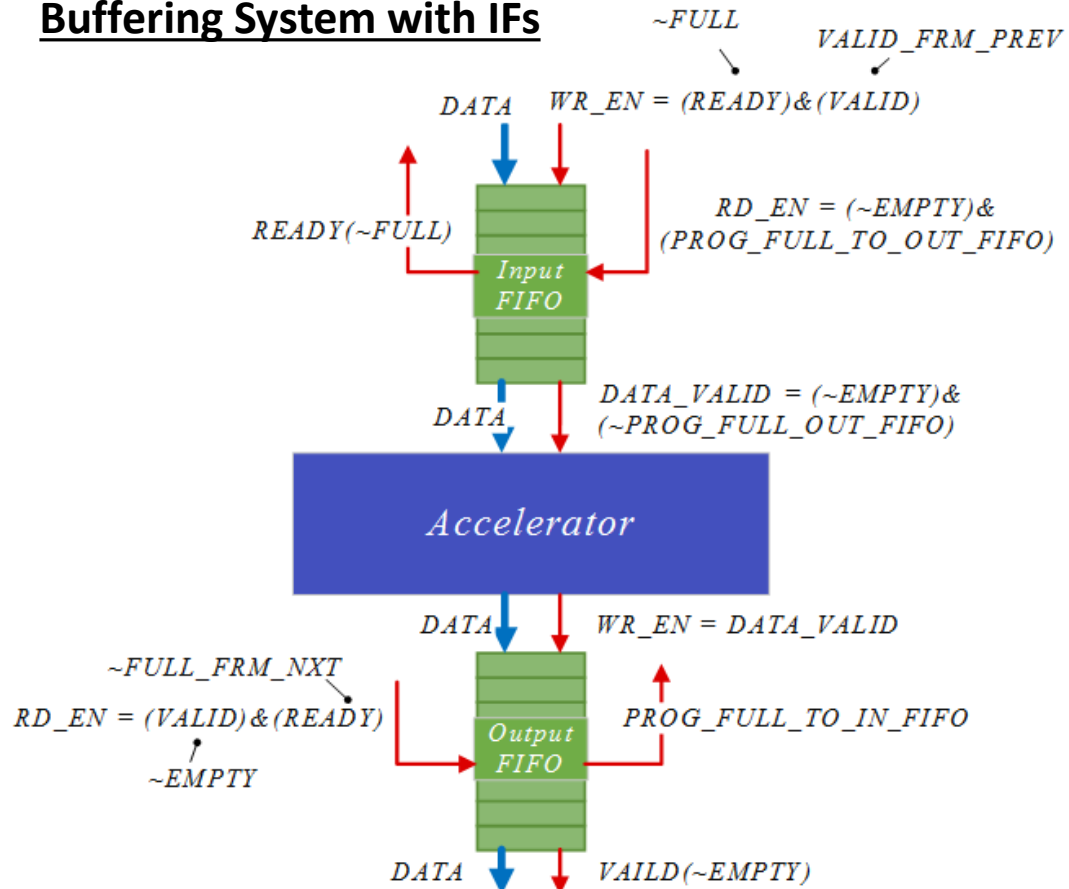 Buffering System with IFs
~FULL
VALID_FRM_PREV
DATA
WR_EN = (READY)&(VALID)
READY(~FULL)
RD_EN = (~EMPTY)&
(PROG_FULL_TO_OUT_FIFO)
Input
FIFO
DATA
DATA_VALID = (~EMPTY)&
(~PROG_FULL_OUT_FIFO)
Accelerator
DATA
WR_EN = DATA_VALID
~FULL_FRM_NXT
RD_EN = (VALID)&(READY)
~EMPTY
PROG_FULL_TO_IN_FIFO
Output
FIFO
DATA
VAILD(~EMPTY)